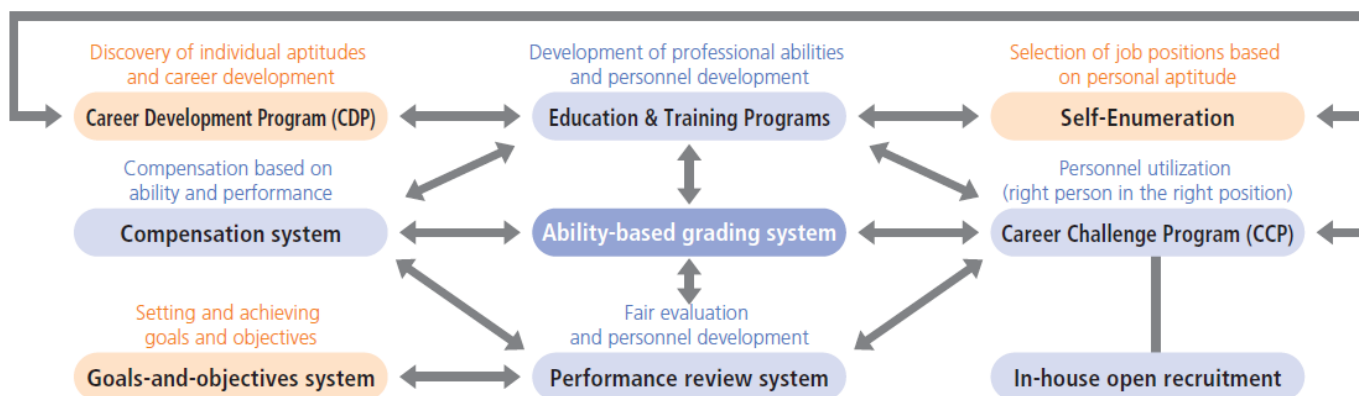 Discovery of individual aptitudes
and career development
Career Development Program (CDP)
Development of professional abilities
and personnel development
Education & Training Programs
Selection of job positions based
on personal aptitude
Self-Enumeration
Compensation based on
ability and performance
Compensation system
Ability-based grading system
Personnel utilization
(right person in the right position)
Career Challenge Program (CCP)
Setting and achieving
goals and objectives
Goals-and-objectives system
Fair evaluation
and personnel development
Performance review system
In-house open recruitment